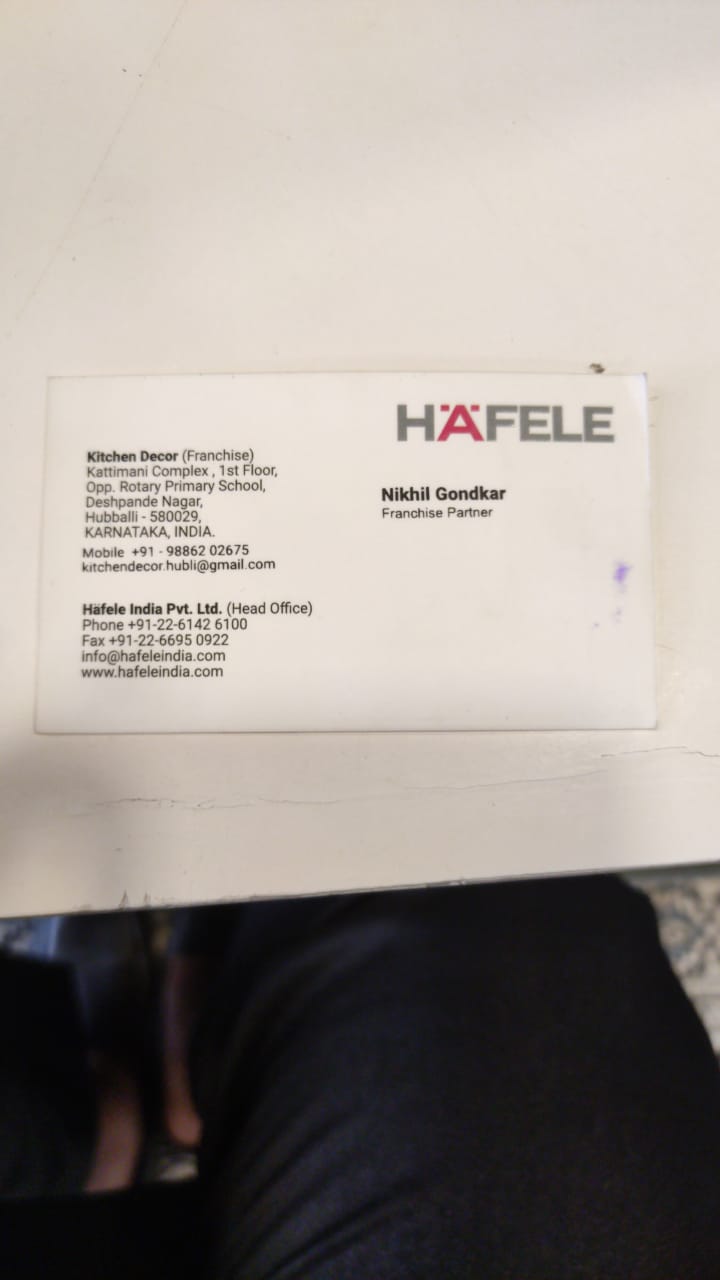 HÄFELE
Kitchen Decor (Franchise)
Kattimani Complex , 1st Floor,
Opp. Rotary Primary School,
Deshpande Nagar,
Hubballi - 580029,
KARNATAKA, INDIA.
Mobile +91 - 98862 02675
kitchendecor.hubli@gmail.com
Nikhil Gondkar
Franchise Partner
Häfele India Pvt. Ltd. (Head Office)
Phone +91-22-6142 6100
Fax +91-22-6695 0922
info@hafeleindia.com
www.hafeleindia.com